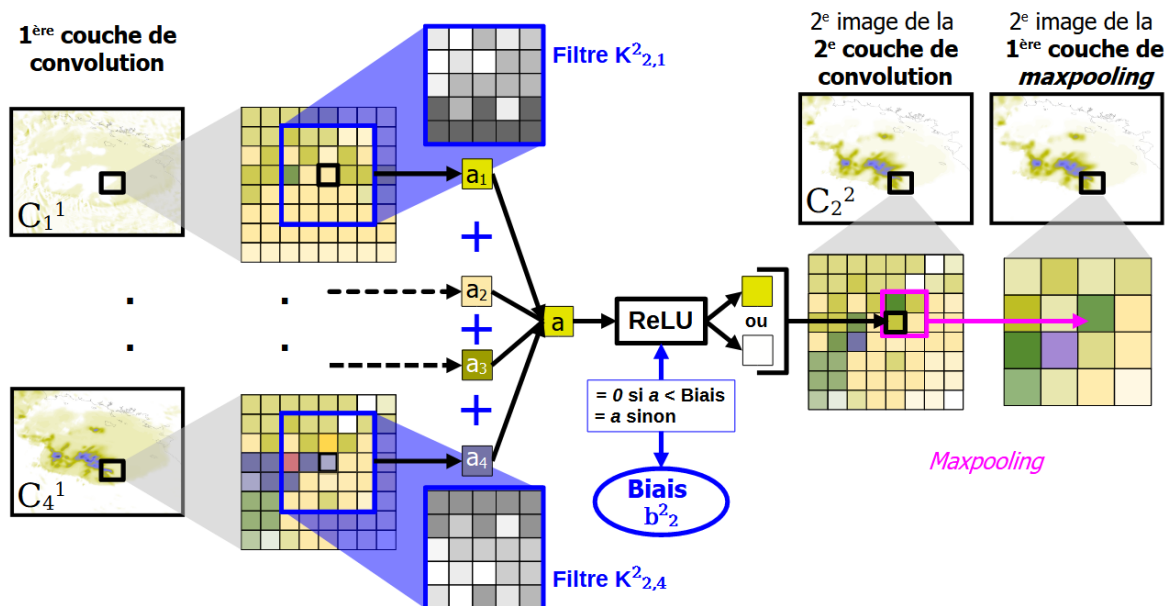 1ère couche de
convolution
C₁¹
Filtre K²₂,₁
a₁
+
a₂
+
a₃
+
a₄
C₄¹
Filtre K²₂,₄
a
ReLU
ou
= 0 si a < Biais
= a sinon
Biais
b²₂
2e image de la
2e couche de
convolution
C₂²
2e image de la
1ère couche de
maxpooling
Maxpooling